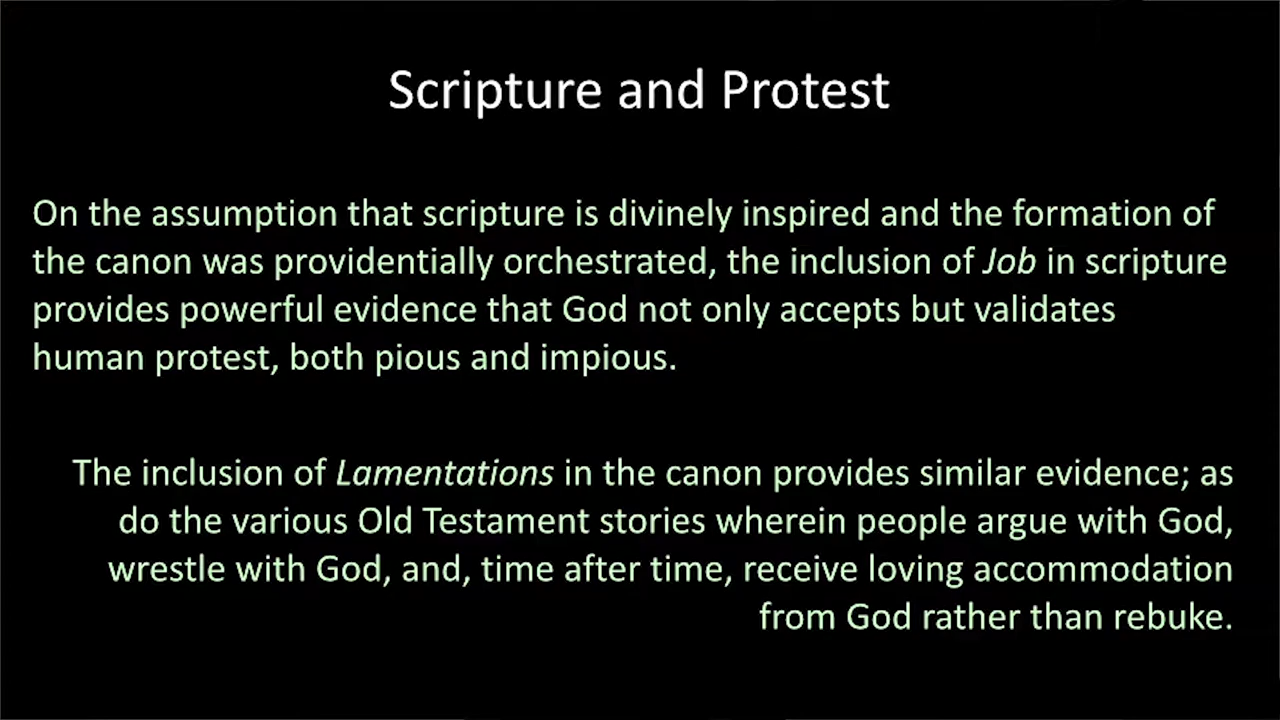 Scripture and Protest
On the assumption that scripture is divinely inspired and the formation of
the canon was providentially orchestrated, the inclusion of Job in scripture
provides powerful evidence that God not only accepts but validates
human protest, both pious and impious.
The inclusion of Lamentations in the canon provides similar evidence; as
do the various Old Testament stories wherein people argue with God,
wrestle with God, and, time after time, receive loving accommodation
from God rather than rebuke.